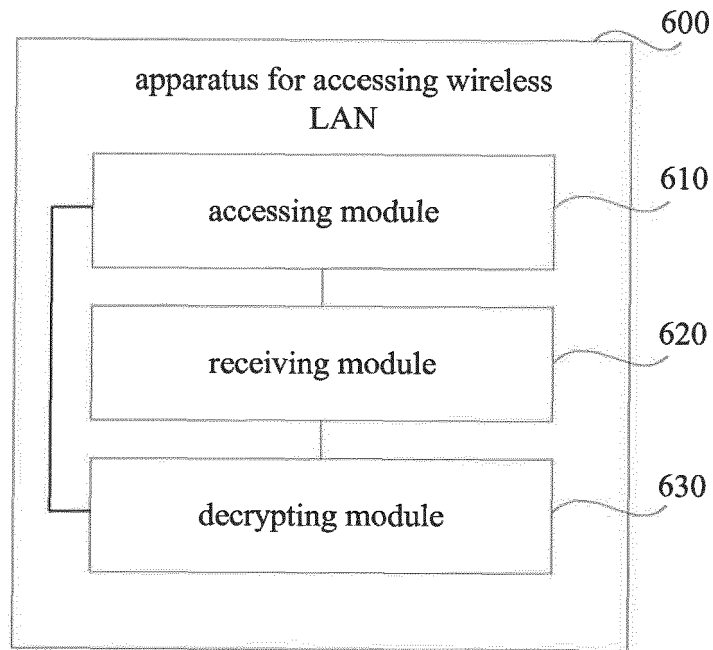 600
apparatus for accessing wireless
LAN
610
accessing module
620
receiving module
630
decrypting module